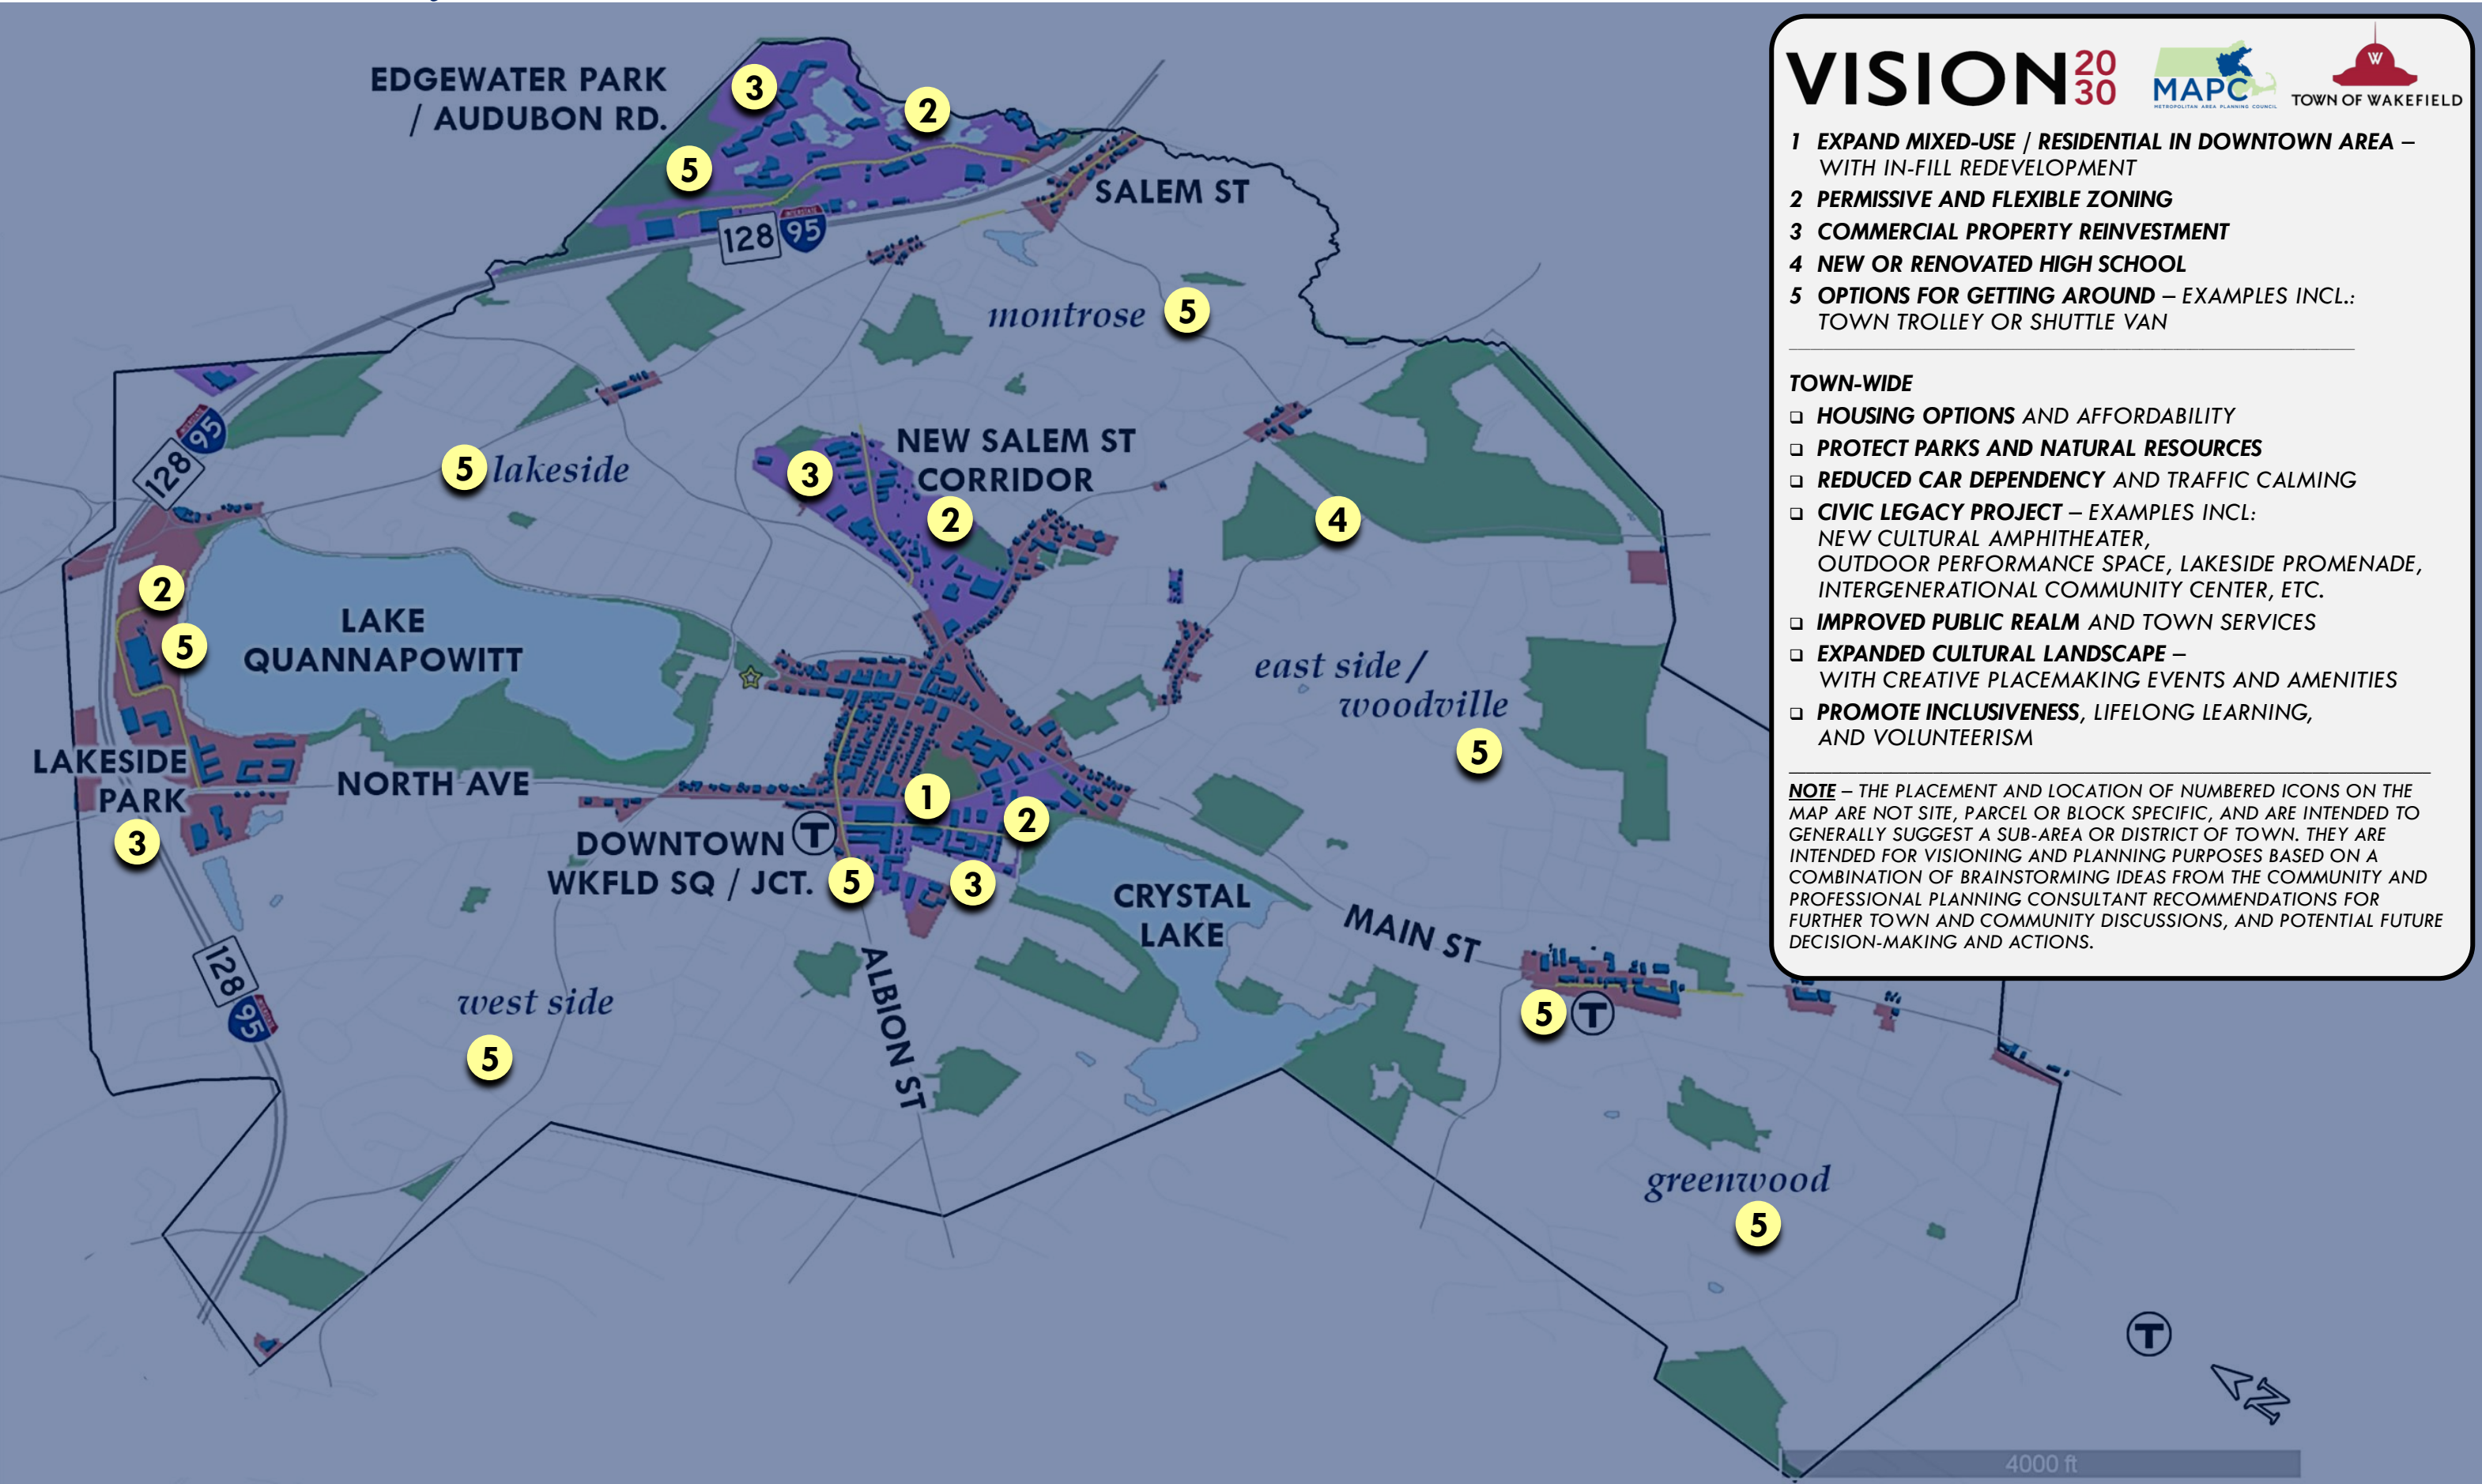 EDGEWATER PARK
/ AUDUBON RD.
3
2
5
SALEM ST
128
95
montrose
5
95
128
5
lakeside
NEW SALEM ST
CORRIDOR
3
2
4
2
5
LAKE
QUANNAPOWITT
east side/
woodville
5
LAKESIDE
PARK
3
NORTH AVE
1
2
DOWNTOWN
T
WKFLD SQ / JCT.
5
3
CRYSTAL
LAKE
MAIN ST
128
95
west side
5
ALBION ST
5
T
greenwood
5
T
N
4000 ft
VISION
20
30
MAPC
METROPOLITAN AREA PLANNING COUNCIL
W
TOWN OF WAKEFIELD
1 EXPAND MIXED-USE / RESIDENTIAL IN DOWNTOWN AREA –
WITH IN-FILL REDEVELOPMENT
2 PERMISSIVE AND FLEXIBLE ZONING
3 COMMERCIAL PROPERTY REINVESTMENT
4 NEW OR RENOVATED HIGH SCHOOL
5 OPTIONS FOR GETTING AROUND – EXAMPLES INCL.:
TOWN TROLLEY OR SHUTTLE VAN
TOWN-WIDE
❑ HOUSING OPTIONS AND AFFORDABILITY
❑ PROTECT PARKS AND NATURAL RESOURCES
❑ REDUCED CAR DEPENDENCY AND TRAFFIC CALMING
❑ CIVIC LEGACY PROJECT – EXAMPLES INCL:
NEW CULTURAL AMPHITHEATER,
OUTDOOR PERFORMANCE SPACE, LAKESIDE PROMENADE,
INTERGENERATIONAL COMMUNITY CENTER, ETC.
❑ IMPROVED PUBLIC REALM AND TOWN SERVICES
❑ EXPANDED CULTURAL LANDSCAPE –
WITH CREATIVE PLACEMAKING EVENTS AND AMENITIES
❑ PROMOTE INCLUSIVENESS, LIFELONG LEARNING,
AND VOLUNTEERISM
NOTE – THE PLACEMENT AND LOCATION OF NUMBERED ICONS ON THE
MAP ARE NOT SITE, PARCEL OR BLOCK SPECIFIC, AND ARE INTENDED TO
GENERALLY SUGGEST A SUB-AREA OR DISTRICT OF TOWN. THEY ARE
INTENDED FOR VISIONING AND PLANNING PURPOSES BASED ON A
COMBINATION OF BRAINSTORMING IDEAS FROM THE COMMUNITY AND
PROFESSIONAL PLANNING CONSULTANT RECOMMENDATIONS FOR
FURTHER TOWN AND COMMUNITY DISCUSSIONS, AND POTENTIAL FUTURE
DECISION-MAKING AND ACTIONS.